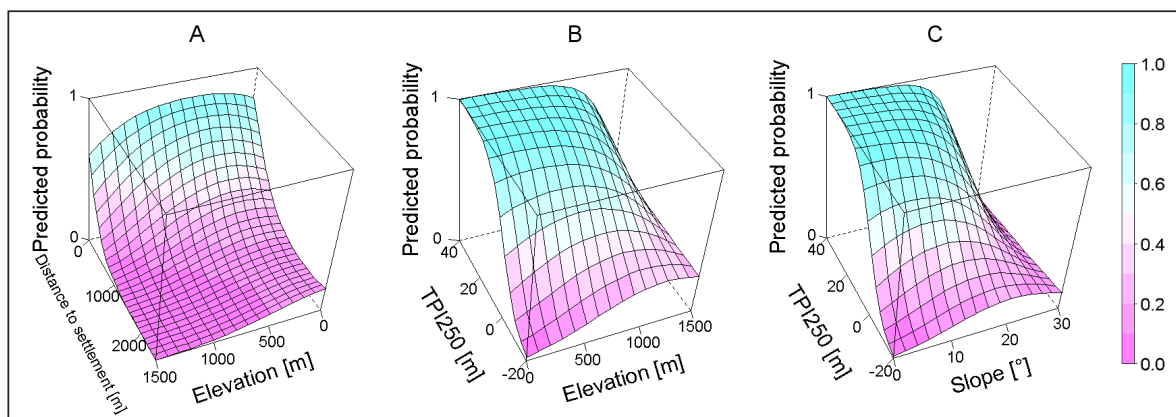 A
B
C
Predicted probability
1
0
Distance to settlement [m]
1000
2000
1500
1000
500
0
Elevation [m]
Predicted probability
1
0
40
20
0
-20
TPI250 [m]
0
500
1000
1500
Elevation [m]
Predicted probability
1
0
40
20
0
-20
TPI250 [m]
0
10
20
30
Slope [°]
1.0
0.8
0.6
0.4
0.2
0.0